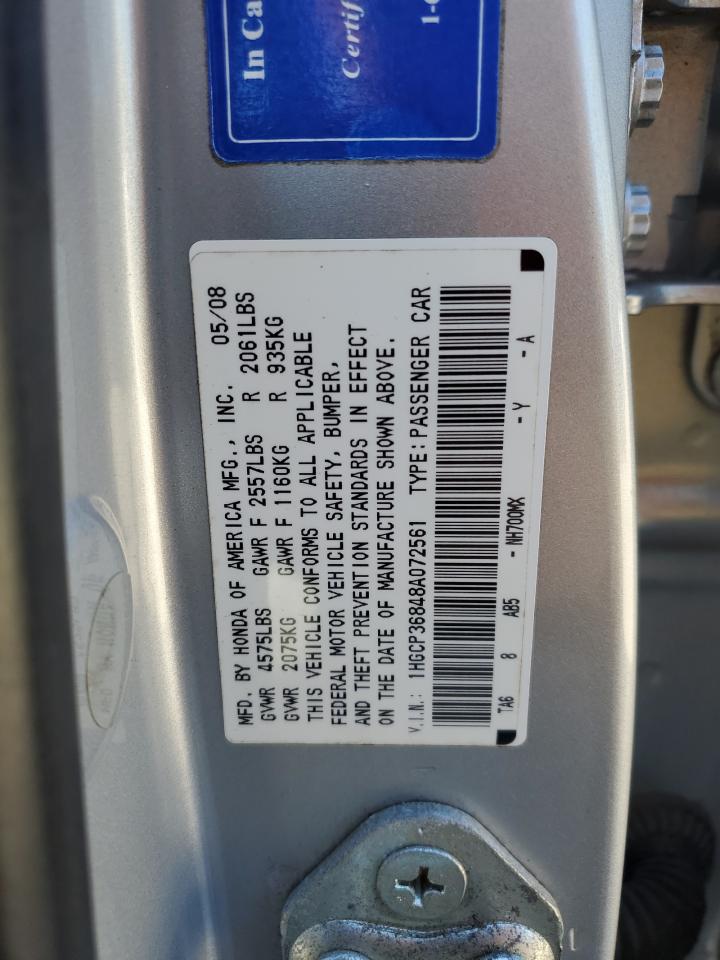 In Ca
Certif
1-
MFD. BY HONDA OF AMERICA MFG., INC. 05/08
GVWR 4575LBS GAWR F 2557LBS R 2061LBS
GVWR 2075KG GAWR F 1160KG R 935KG
THIS VEHICLE CONFORMS TO ALL APPLICABLE
FEDERAL MOTOR VEHICLE SAFETY, BUMPER,
AND THEFT PREVENTION STANDARDS IN EFFECT
ON THE DATE OF MANUFACTURE SHOWN ABOVE.
V.I.N.: 1HGCP36848A072561 TYPE: PASSENGER CAR
TA6 8 AB5 - NH700MX - Y - A